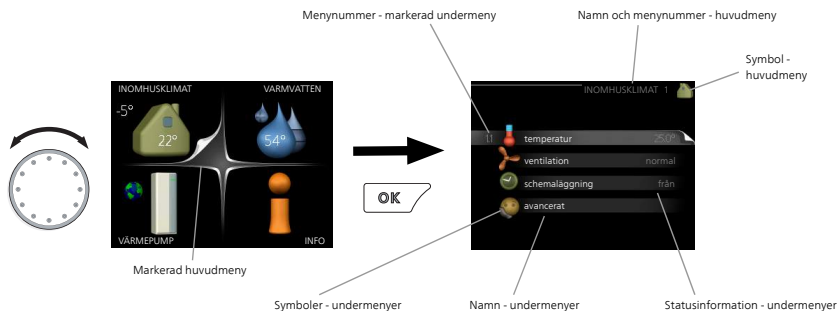 Menynummer - markerad undermeny
Namn och menynummer - huvudmeny
Symbol -
huvudmeny
INOMHUSKLIMAT
VARMVATTEN
-5°
22°
54°
VÄRMEPUMP
INFO
Markerad huvudmeny
OK
INOMHUSKLIMAT 1
1.1 temperatur 25.0°
ventilation normal
schemaläggning från
avancerat
Symboler - undermenyer
Namn - undermenyer
Statusinformation - undermenyer